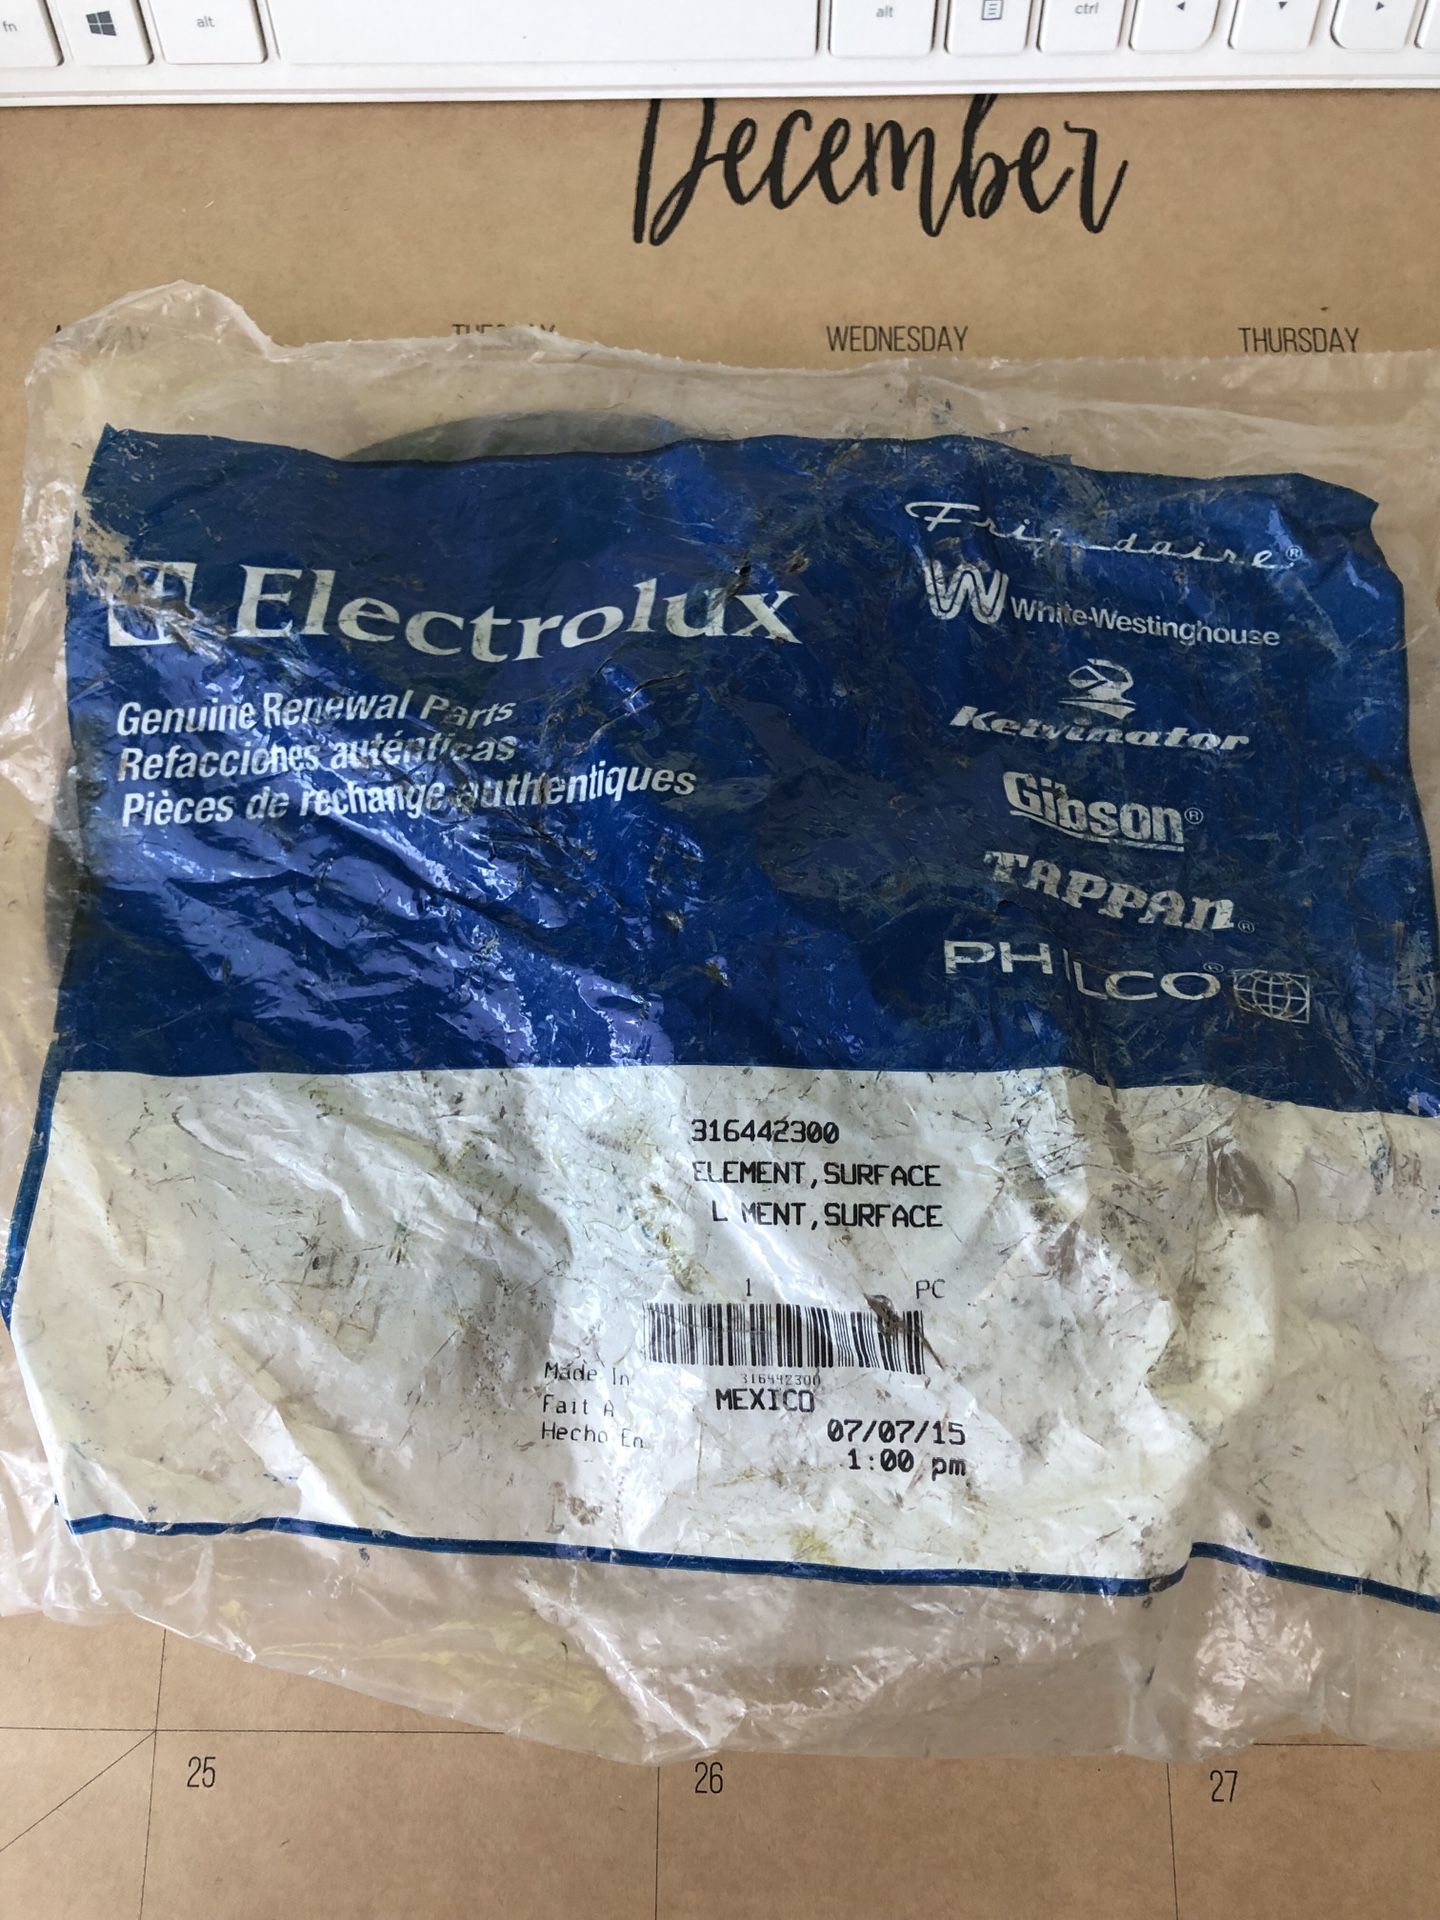 fn
alt
alt
ctrl
December
TUESDAY
WEDNESDAY
THURSDAY
Electrolux
Genuine Renewal Parts
Refacciones auténticas
Pièces de rechange authentiques
Frigidaire®
White-Westinghouse
Kelvinator
Gibson®
TAPPAN®
PHILCO®
316442300
ELEMENT,SURFACE
L MENT,SURFACE
1 PC
316442300
Made In
Fait A
Hecho En
MEXICO
07/07/15
1:00 pm
25
26
27